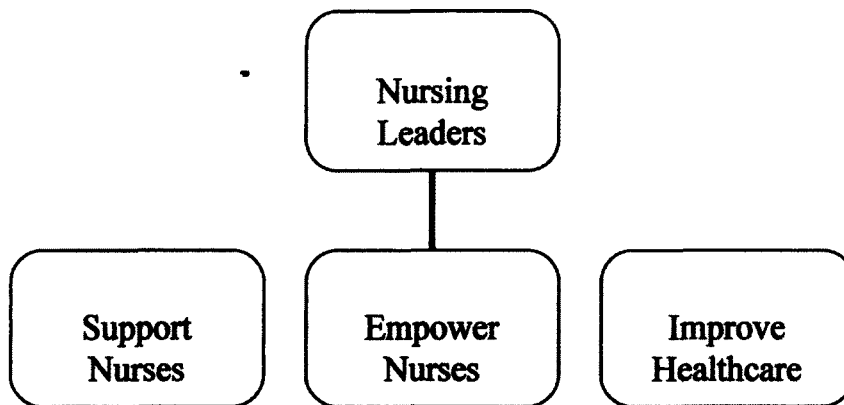 Nursing
Leaders
Support
Nurses
Empower
Nurses
Improve
Healthcare